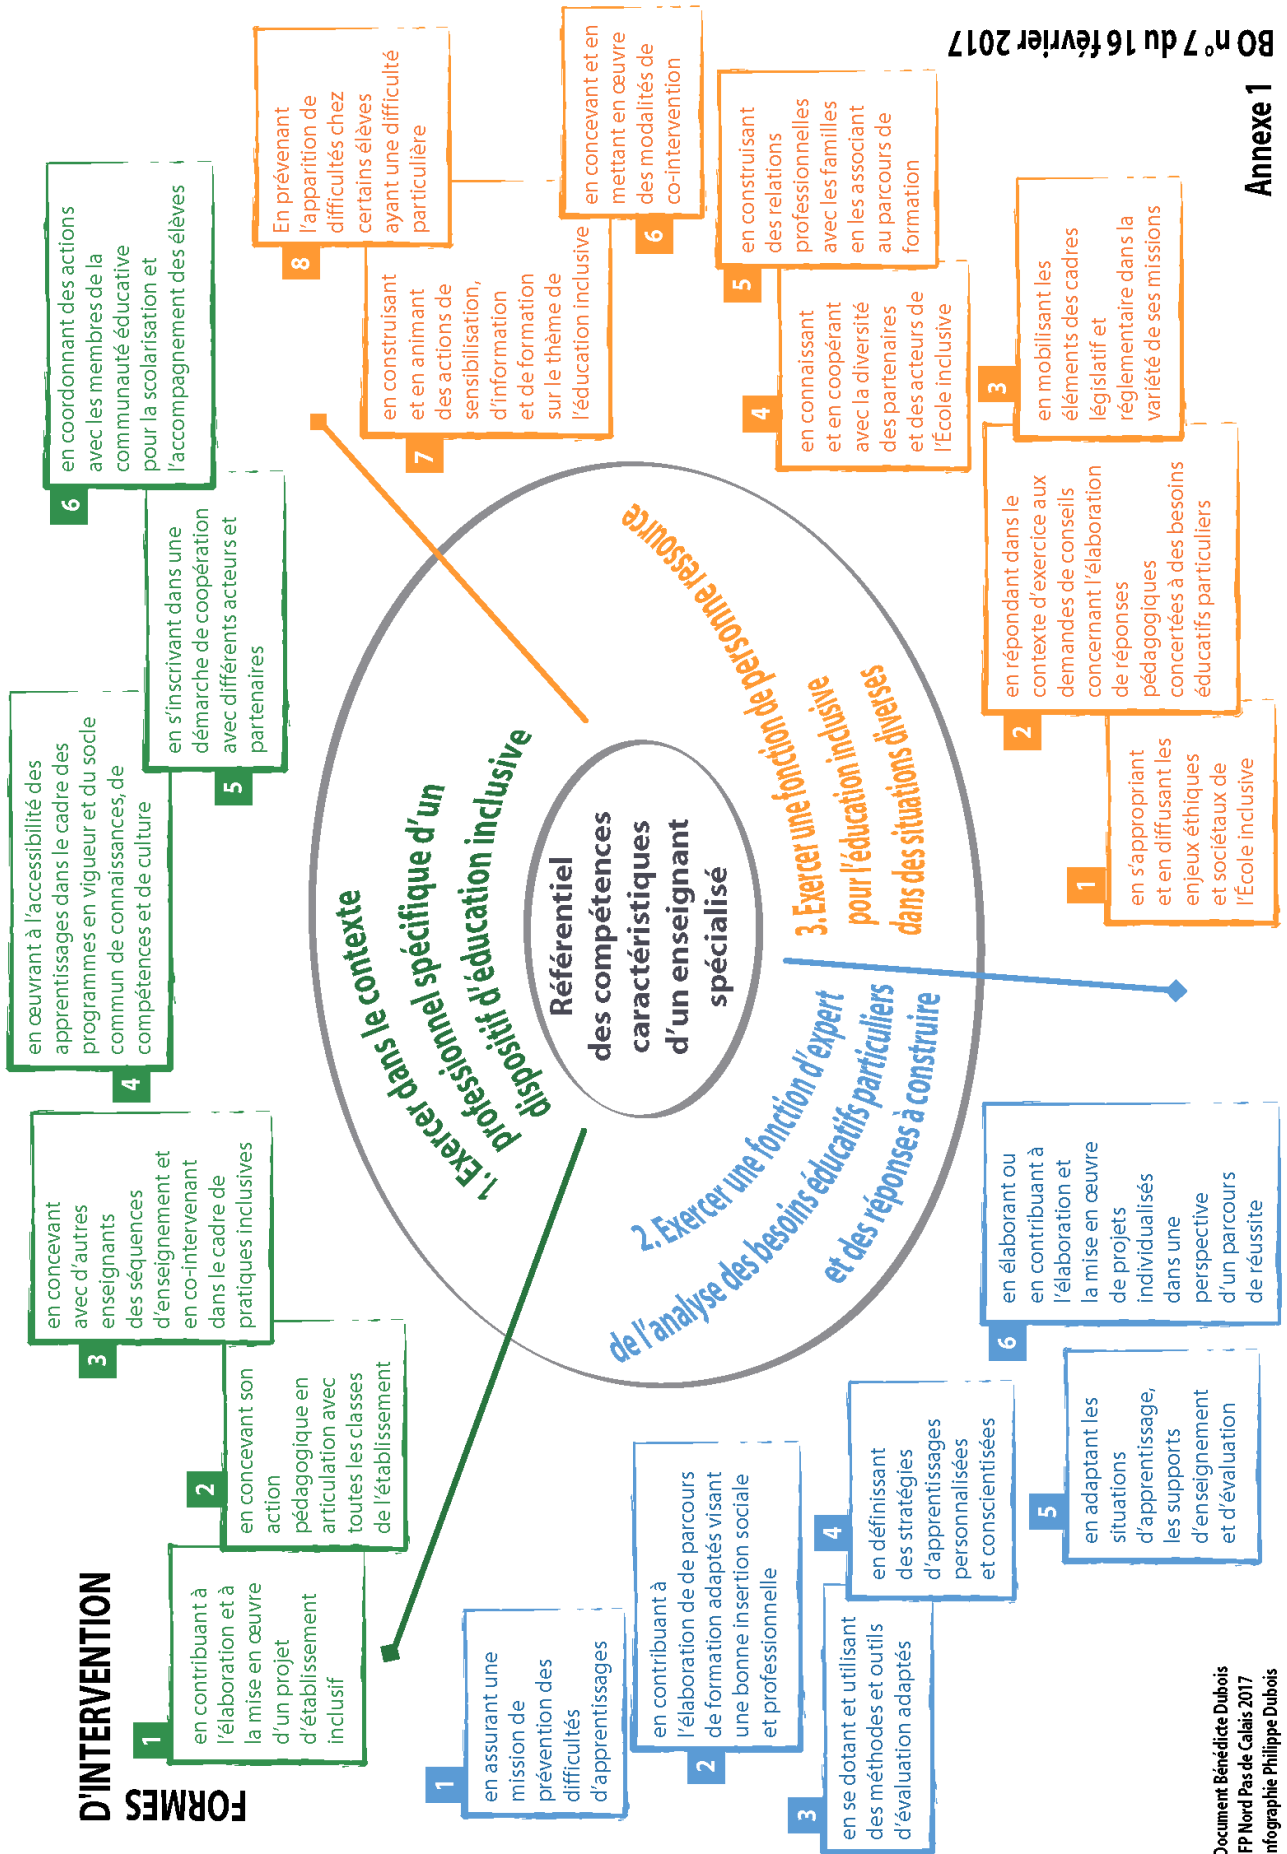 FORMES
D'INTERVENTION
1
en contribuant à
l'élaboration et à
la mise en œuvre
d'un projet
d'établissement
inclusif
2
en concevant son
action
pédagogique en
articulation avec
toutes les classes
de l'établissement
3
en concevant
avec d'autres
enseignants
des séquences
d'enseignement et
en co-intervenant
dans le cadre de
pratiques inclusives
4
en œuvrant à l'accessibilité des
apprentissages dans le cadre des
programmes en vigueur et du socle
commun de connaissances, de
compétences et de culture
5
en s'inscrivant dans une
démarche de coopération
avec différents acteurs et
partenaires
6
en coordonnant des actions
avec les membres de la
communauté éducative
pour la scolarisation et
l'accompagnement des élèves
1. Exercer dans le contexte
professionnel spécifique d'un
dispositif d'éducation inclusive
Référentiel
des compétences
caractéristiques
d'un enseignant
spécialisé
2. Exercer une fonction d'expert
de l'analyse des besoins éducatifs particuliers
et des réponses à construire
3. Exercer une fonction de personne ressource
pour l'éducation inclusive
dans des situations diverses
1
en assurant une
mission de
prévention des
difficultés
d'apprentissages
2
en contribuant à
l'élaboration de de parcours
de formation adaptés visant
une bonne insertion sociale
et professionnelle
3
en se dotant et utilisant
des méthodes et outils
d'évaluation adaptés
4
en définissant
des stratégies
d'apprentissages
personnalisées
et conscientisées
5
en adaptant les
situations
d'apprentissage,
les supports
d'enseignement
et d'évaluation
6
en élaborant ou
en contribuant à
l'élaboration et
la mise en œuvre
de projets
individualisés
dans une
perspective
d'un parcours
de réussite
1
en s'appropriant
et en diffusant les
enjeux éthiques
et sociétaux de
l'École inclusive
2
en répondant dans le
contexte d'exercice aux
demandes de conseils
concernant l'élaboration
de réponses
pédagogiques
concertées à des besoins
éducatifs particuliers
3
en mobilisant les
éléments des cadres
législatif et
réglementaire dans la
variété de ses missions
4
en connaissant
et en coopérant
avec la diversité
des partenaires
et des acteurs de
l'École inclusive
5
en construisant
des relations
professionnelles
avec les familles
en les associant
au parcours de
formation
6
en concevant et en
mettant en œuvre
des modalités de
co-intervention
7
en construisant
et en animant
des actions de
sensibilisation,
d'information
et de formation
sur le thème de
l'éducation inclusive
8
En prévenant
l'apparition de
difficultés chez
certains élèves
ayant une difficulté
particulière
Document Bénédicte Dubois
FP Nord Pas de Calais 2017
nfographie Philippe Dubois
Annexe 1
BO n° 7 du 16 février 2017